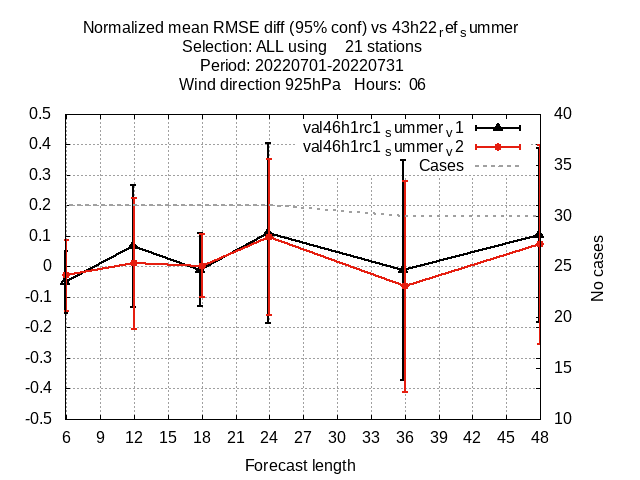 Normalized mean RMSE diff (95% conf) vs 43h22refsummer
Selection: ALL using 21 stations
Period: 20220701-20220731
Wind direction 925hPa Hours: 06
val46h1rc1summerv1
val46h1rc1summerv2
Cases
0.5
0.4
0.3
0.2
0.1
0
-0.1
-0.2
-0.3
-0.4
-0.5
40
35
30
25
20
15
10
No cases
6 9 12 15 18 21 24 27 30 33 36 39 42 45 48
Forecast length